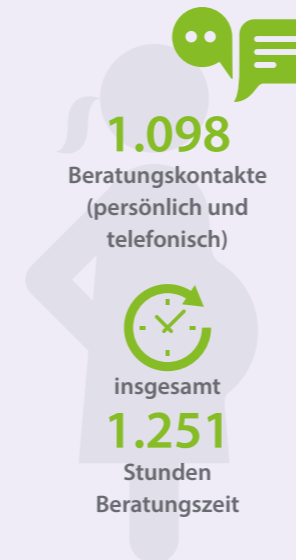 1.098
Beratungskontakte
(persönlich und
telefonisch)
insgesamt
1.251
Stunden
Beratungszeit